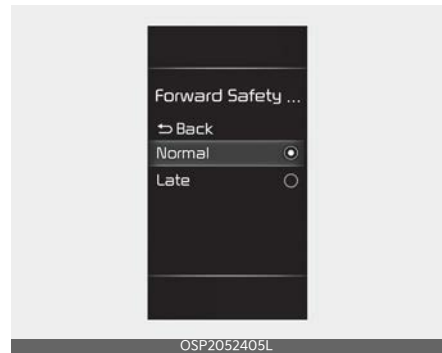 Forward Safety ...
Back
Normal
Late
OSP2052405L